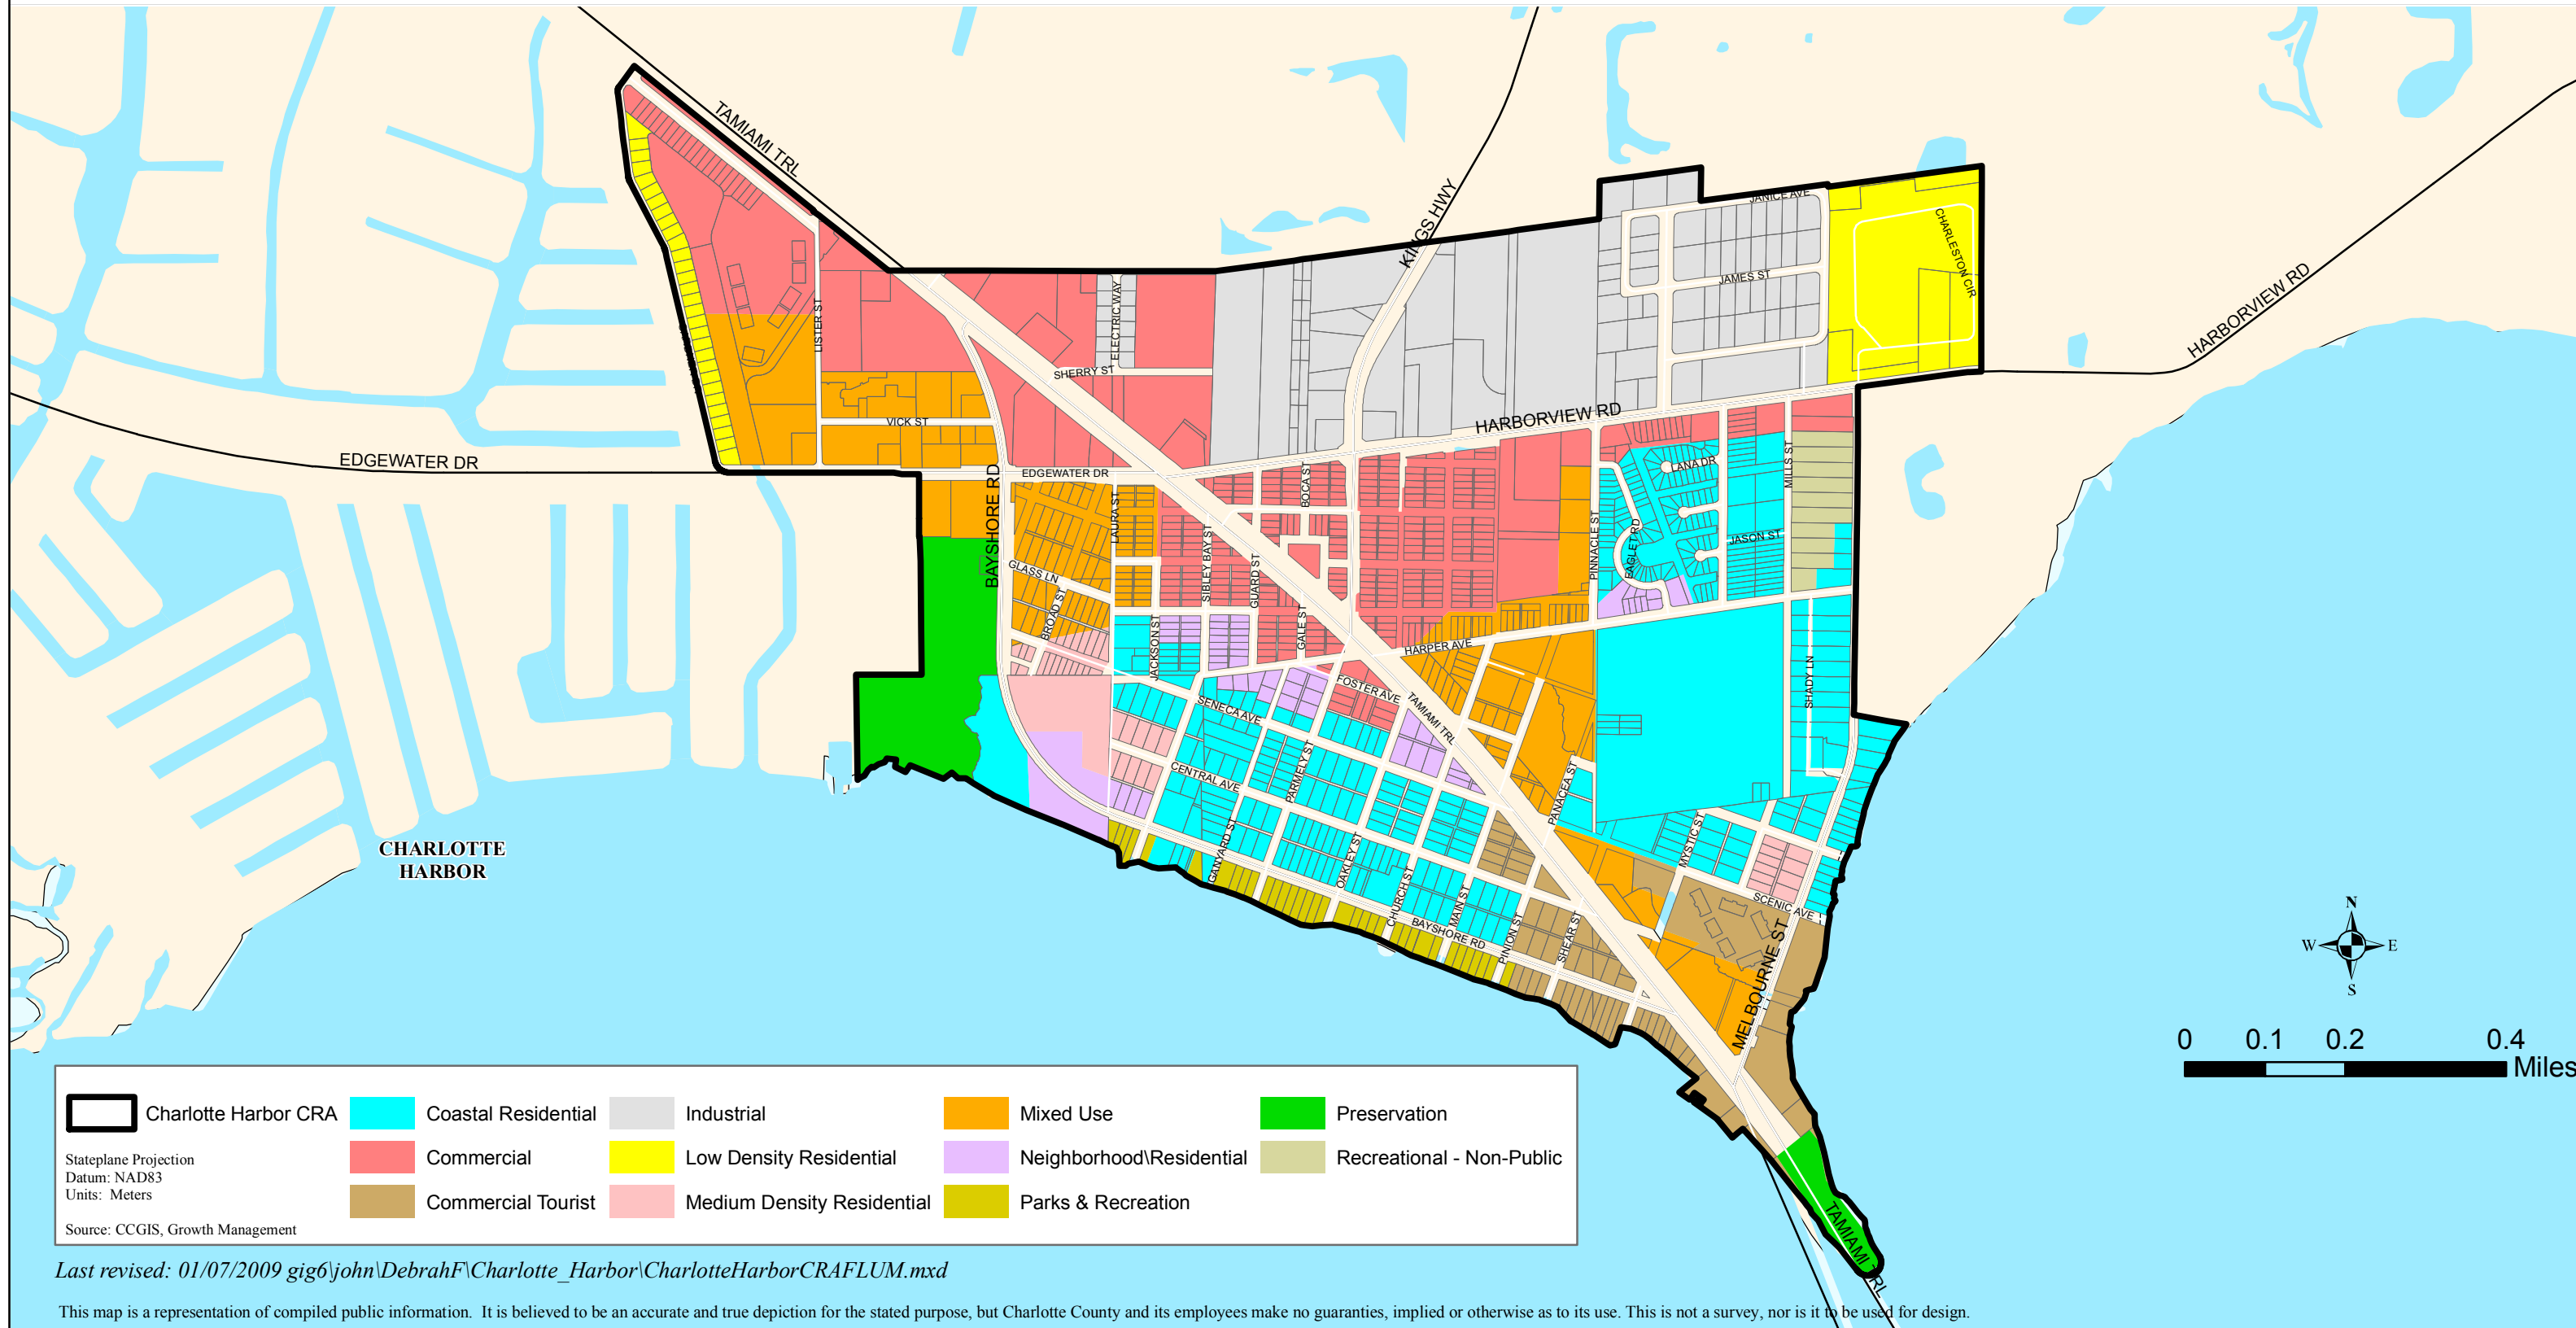 TAMIAMI TRL
KINGS HWY
JANICE AVE
CHARLESTON CIR
JAMES ST
HARBORVIEW RD
LISTER ST
ELECTRIC WAY
SHERRY ST
HARBORVIEW RD
VICK ST
EDGEWATER DR
EDGEWATER DR
BAYSHORE RD
LAURA ST
BOCA ST
LANA DR
MILLS ST
SIBLEY BAY ST
GUARD ST
PINNACLE ST
EAGLET RD
JASON ST
GLASS LN
BROAD ST
JACKSON ST
GALE ST
HARPER AVE
SHADY LN
FOSTER AVE
TAMIAMI TRL
SENECA AVE
PARMELY ST
CENTRAL AVE
PANACEA ST
GANYARD ST
OAKLEY ST
CHURCH ST
MAIN ST
MYSTIC ST
SCENIC AVE
BAYSHORE RD
PINION ST
SHEAR ST
MELBOURNE ST
TAMIAMI TRL
CHARLOTTE
HARBOR
N
W E
S
0 0.1 0.2 0.4
Miles
Charlotte Harbor CRA
Stateplane Projection
Datum: NAD83
Units: Meters
Source: CCGIS, Growth Management
Coastal Residential
Commercial
Commercial Tourist
Industrial
Low Density Residential
Medium Density Residential
Mixed Use
Neighborhood\Residential
Parks & Recreation
Preservation
Recreational - Non-Public
Last revised: 01/07/2009 gig6\john\DebrahF\Charlotte_Harbor\CharlotteHarborCRAFLUM.mxd
This map is a representation of compiled public information. It is believed to be an accurate and true depiction for the stated purpose, but Charlotte County and its employees make no guaranties, implied or otherwise as to its use. This is not a survey, nor is it to be used for design.